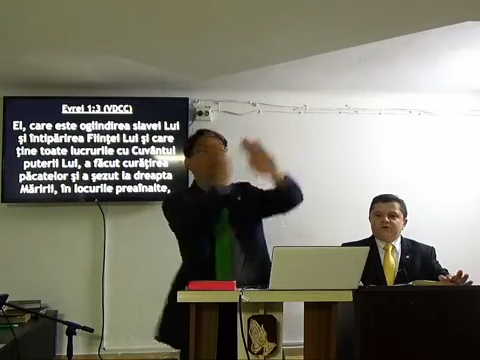 Evrei 1:3 (VDCC)
El, care este oglindirea slavei Lui
şi întipărirea Fiinţei Lui şi care
ţine toate lucrurile cu Cuvântul
puterii Lui, a făcut curăţirea
păcatelor şi a şezut la dreapta
Măririi, în locurile preaînalte,